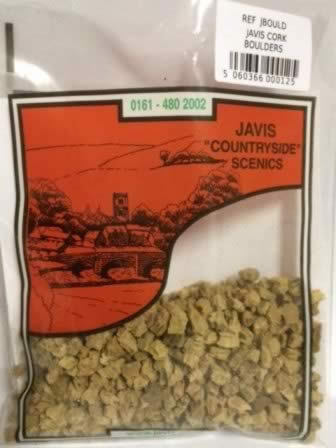 REF JBOULD
JAVIS CORK
BOULDERS
5 060366 000125
0161 - 480 2002
JAVIS
"COUNTRYSIDE"
SCENICS